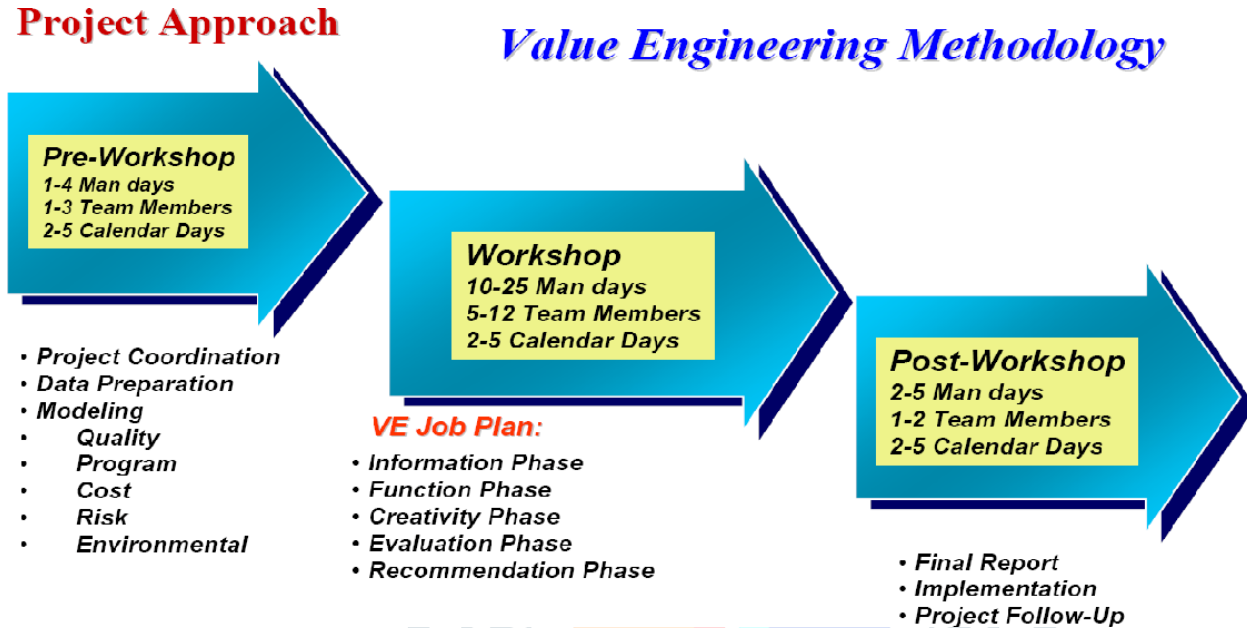 Project Approach
Value Engineering Methodology
Pre-Workshop
1-4 Man days
1-3 Team Members
2-5 Calendar Days
• Project Coordination
• Data Preparation
• Modeling
• Quality
• Program
• Cost
• Risk
• Environmental
Workshop
10-25 Man days
5-12 Team Members
2-5 Calendar Days
VE Job Plan:
• Information Phase
• Function Phase
• Creativity Phase
• Evaluation Phase
• Recommendation Phase
Post-Workshop
2-5 Man days
1-2 Team Members
2-5 Calendar Days
• Final Report
• Implementation
• Project Follow-Up